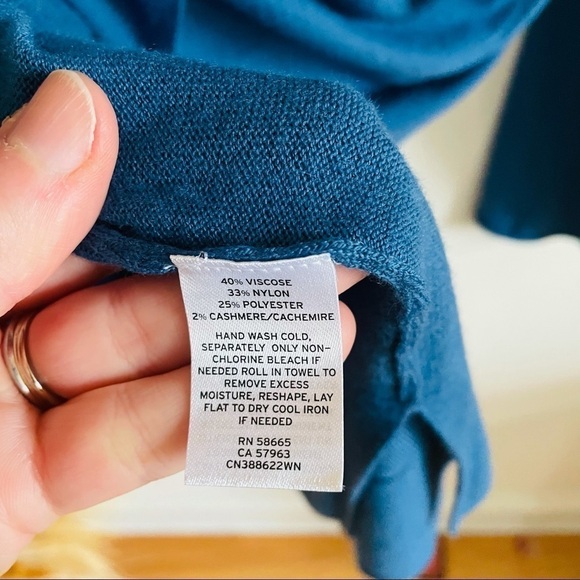 40% VISCOSE
33% NYLON
25% POLYESTER
2% CASHMERE/CACHEMIRE
HAND WASH COLD,
SEPARATELY ONLY NON-
CHLORINE BLEACH IF
NEEDED ROLL IN TOWEL TO
REMOVE EXCESS
MOISTURE, RESHAPE, LAY
FLAT TO DRY COOL IRON
IF NEEDED
RN 58665
CA 57963
CN388622WN